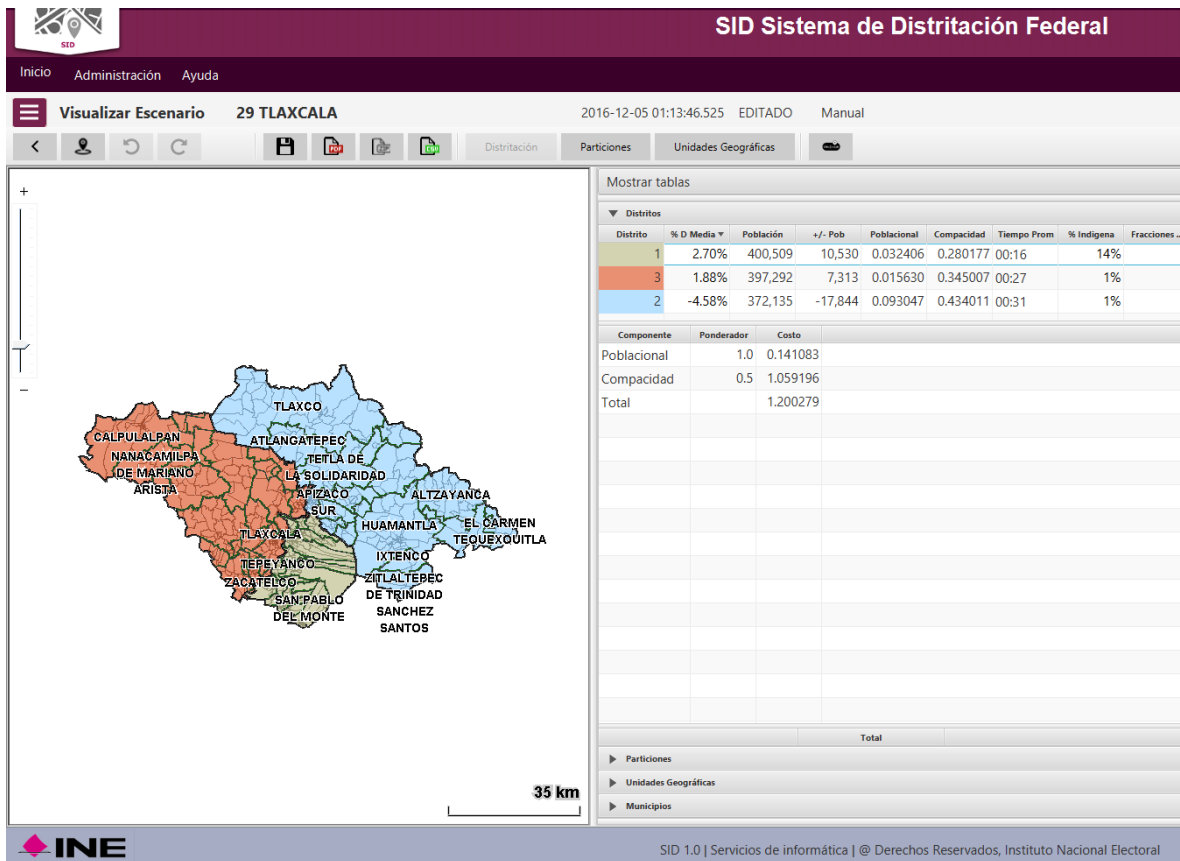 SID
SID Sistema de Distritación Federal
Inicio Administración Ayuda
Visualizar Escenario 29 TLAXCALA 2016-12-05 01:13:46.525 EDITADO Manual
Distritación Particiones Unidades Geográficas
Mostrar tablas
Distritos
Distrito % D Media Población +/- Pob Poblacional Compacidad Tiempo Prom % Indigena Fracciones ..
1 2.70% 400,509 10,530 0.032406 0.280177 00:16 14%
3 1.88% 397,292 7,313 0.015630 0.345007 00:27 1%
2 -4.58% 372,135 -17,844 0.093047 0.434011 00:31 1%
Componente Ponderador Costo
Poblacional 1.0 0.141083
Compacidad 0.5 1.059196
Total 1.200279
+
−
TLAXCO
CALPULALPAN
ATLANGATEPEC
NANACAMILPA
DE MARIANO
ARISTA
TETLA DE
LA SOLIDARIDAD
APIZACO
SUR
ALTZAYANCA
HUAMANTLA
EL CARMEN
TEQUEXQUITLA
TLAXCALA
IXTENCO
TEPEYANCO
ZACATELCO
ZITLALTEPEC
DE TRINIDAD
SANCHEZ
SANTOS
SAN PABLO
DEL MONTE
35 km
Total
Particiones
Unidades Geográficas
Municipios
INE
SID 1.0 | Servicios de informática | @ Derechos Reservados, Instituto Nacional Electoral